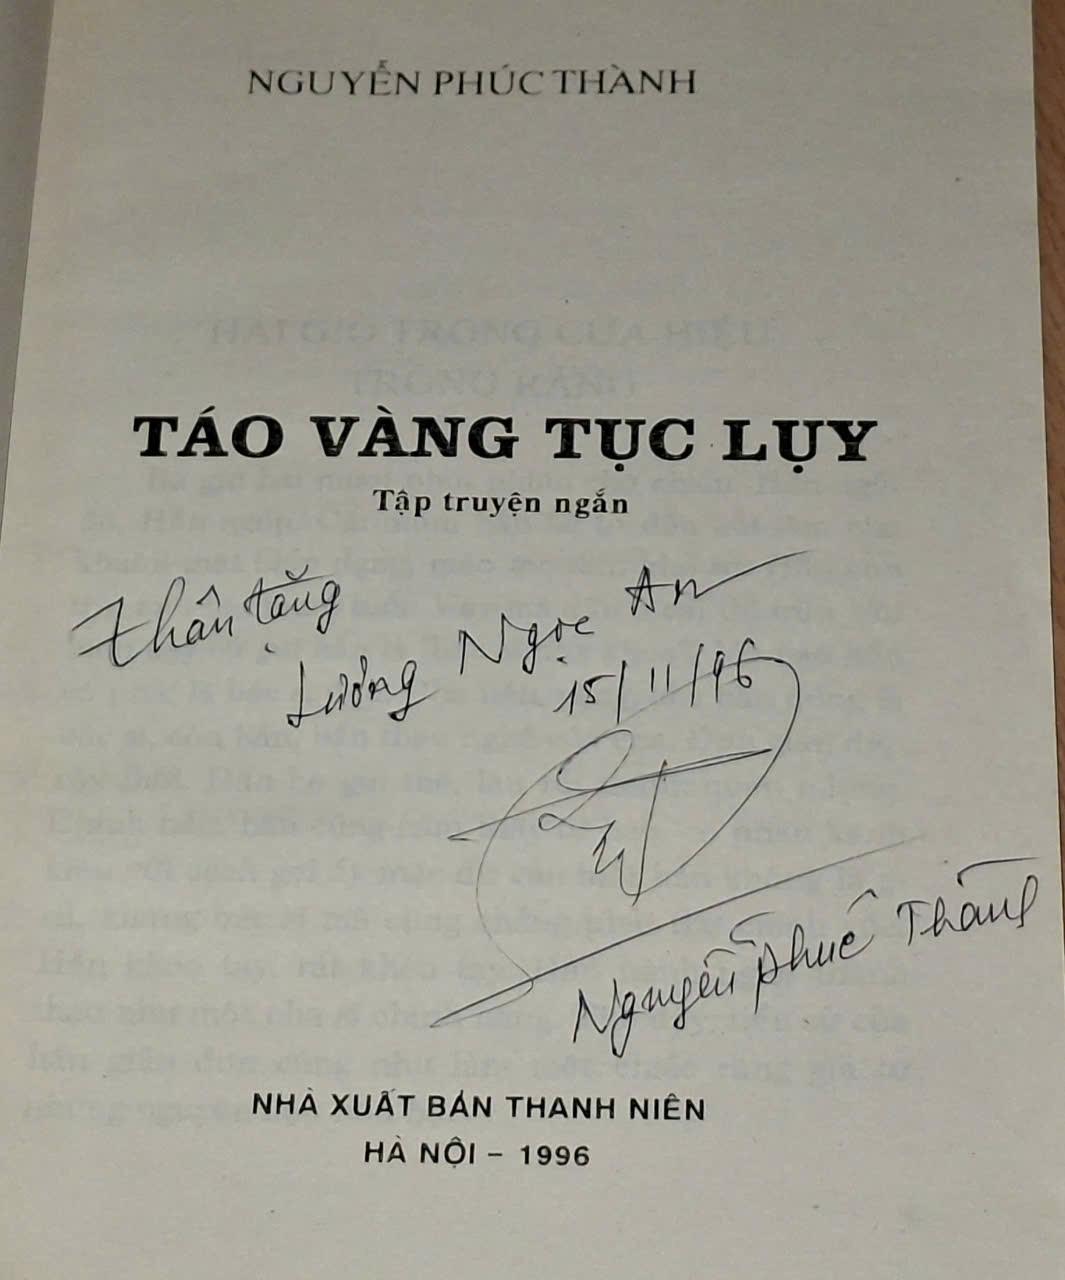 NGUYỄN PHÚC THÀNH
TÁO VÀNG TỤC LỤY
Tập truyện ngắn
Thân tặng
Lương Ngọc An
15/11/96
Nguyễn Phúc Thành
NHÀ XUẤT BẢN THANH NIÊN
HÀ NỘI – 1996